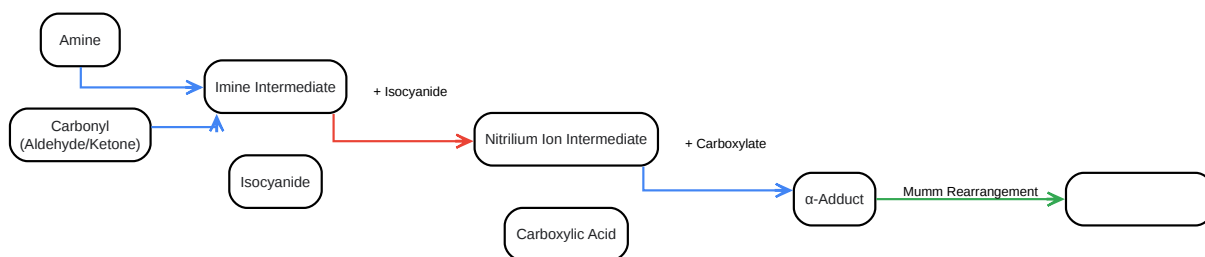 Amine
Imine Intermediate
+ Isocyanide
Carbonyl
(Aldehyde/Ketone)
Nitrilium Ion Intermediate
+ Carboxylate
Isocyanide
α-Adduct
Mumm Rearrangement
Carboxylic Acid